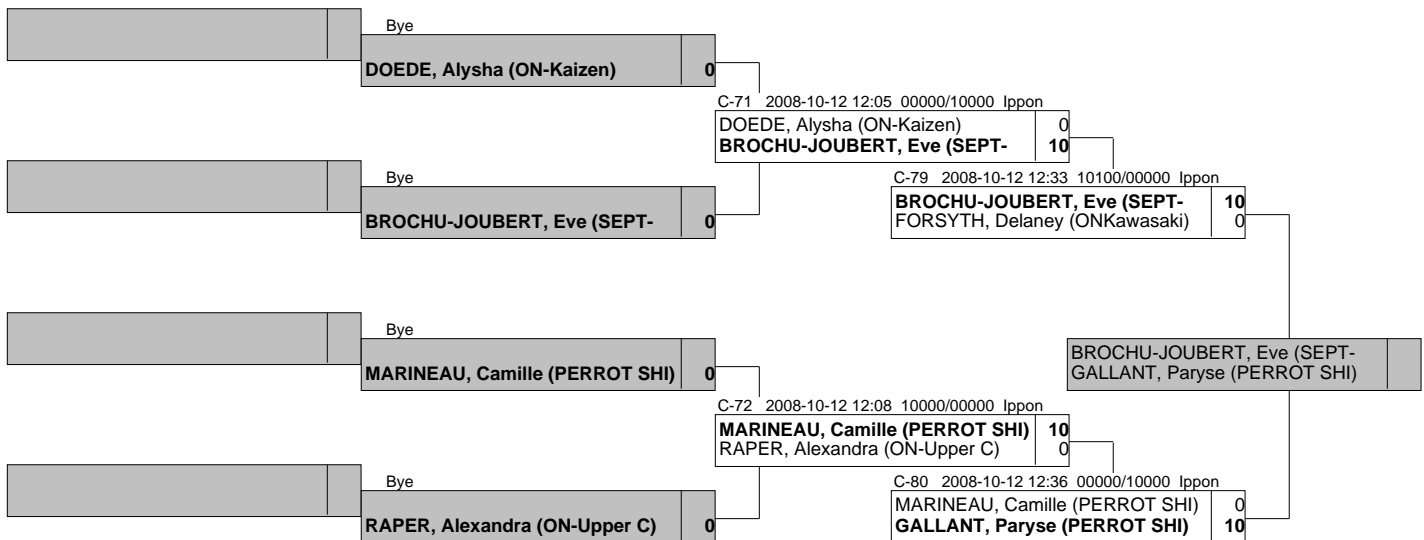 Bye
DOEDE, Alysha (ON-Kaizen) 0
C-71 2008-10-12 12:05 00000/10000 Ippon
DOEDE, Alysha (ON-Kaizen) 0
BROCHU-JOUBERT, Eve (SEPT- 10
Bye
BROCHU-JOUBERT, Eve (SEPT- 0
C-79 2008-10-12 12:33 10100/00000 Ippon
BROCHU-JOUBERT, Eve (SEPT- 10
FORSYTH, Delaney (ONKawasaki) 0
Bye
MARINEAU, Camille (PERROT SHI) 0
BROCHU-JOUBERT, Eve (SEPT-
GALLANT, Paryse (PERROT SHI)
C-72 2008-10-12 12:08 10000/00000 Ippon
MARINEAU, Camille (PERROT SHI) 10
RAPER, Alexandra (ON-Upper C) 0
Bye
RAPER, Alexandra (ON-Upper C) 0
C-80 2008-10-12 12:36 00000/10000 Ippon
MARINEAU, Camille (PERROT SHI) 0
GALLANT, Paryse (PERROT SHI) 10